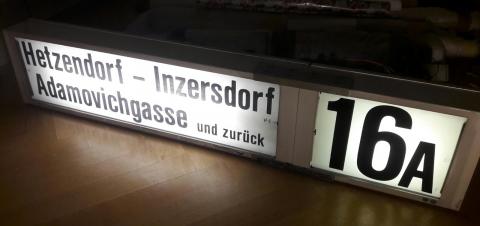 Hetzendorf – Inzersdorf
Adamovichgasse und zurück
16A